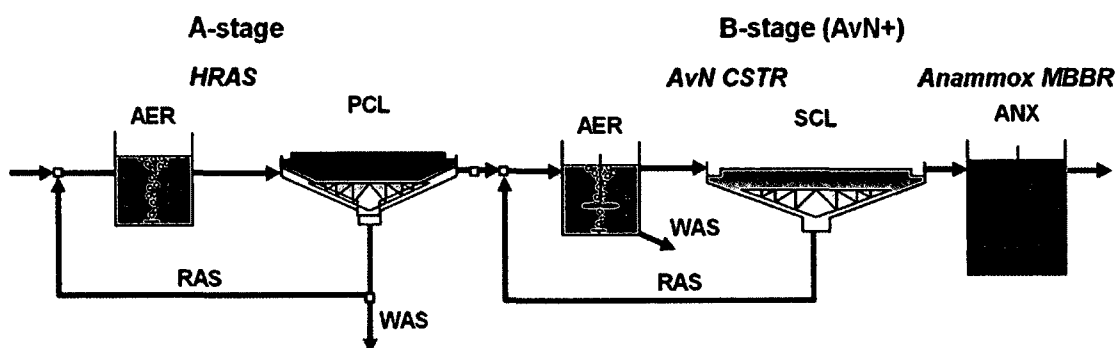 A-stage
B-stage (AvN+)
HRAS
AvN CSTR
Anammox MBBR
AER
PCL
AER
SCL
ANX
WAS
RAS
RAS
WAS